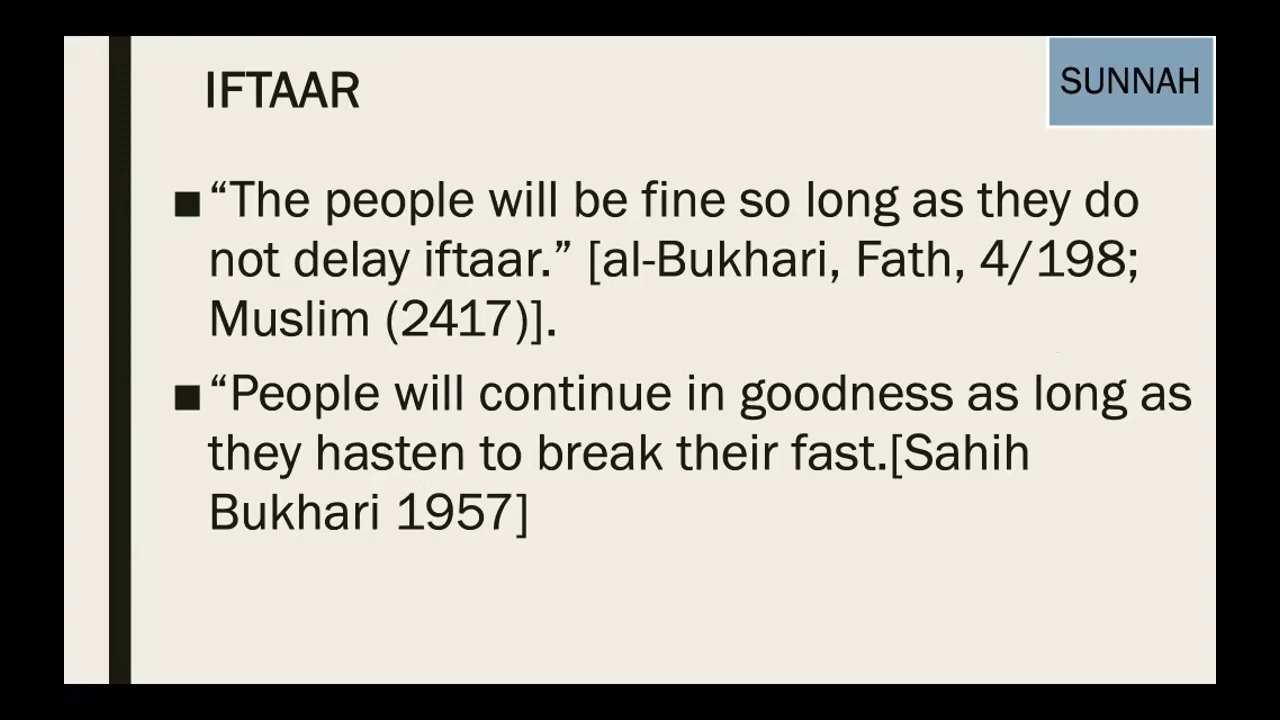 IFTAAR
SUNNAH
■ “The people will be fine so long as they do
not delay iftaar.” [al-Bukhari, Fath, 4/198;
Muslim (2417)].
■ “People will continue in goodness as long as
they hasten to break their fast.[Sahih
Bukhari 1957]